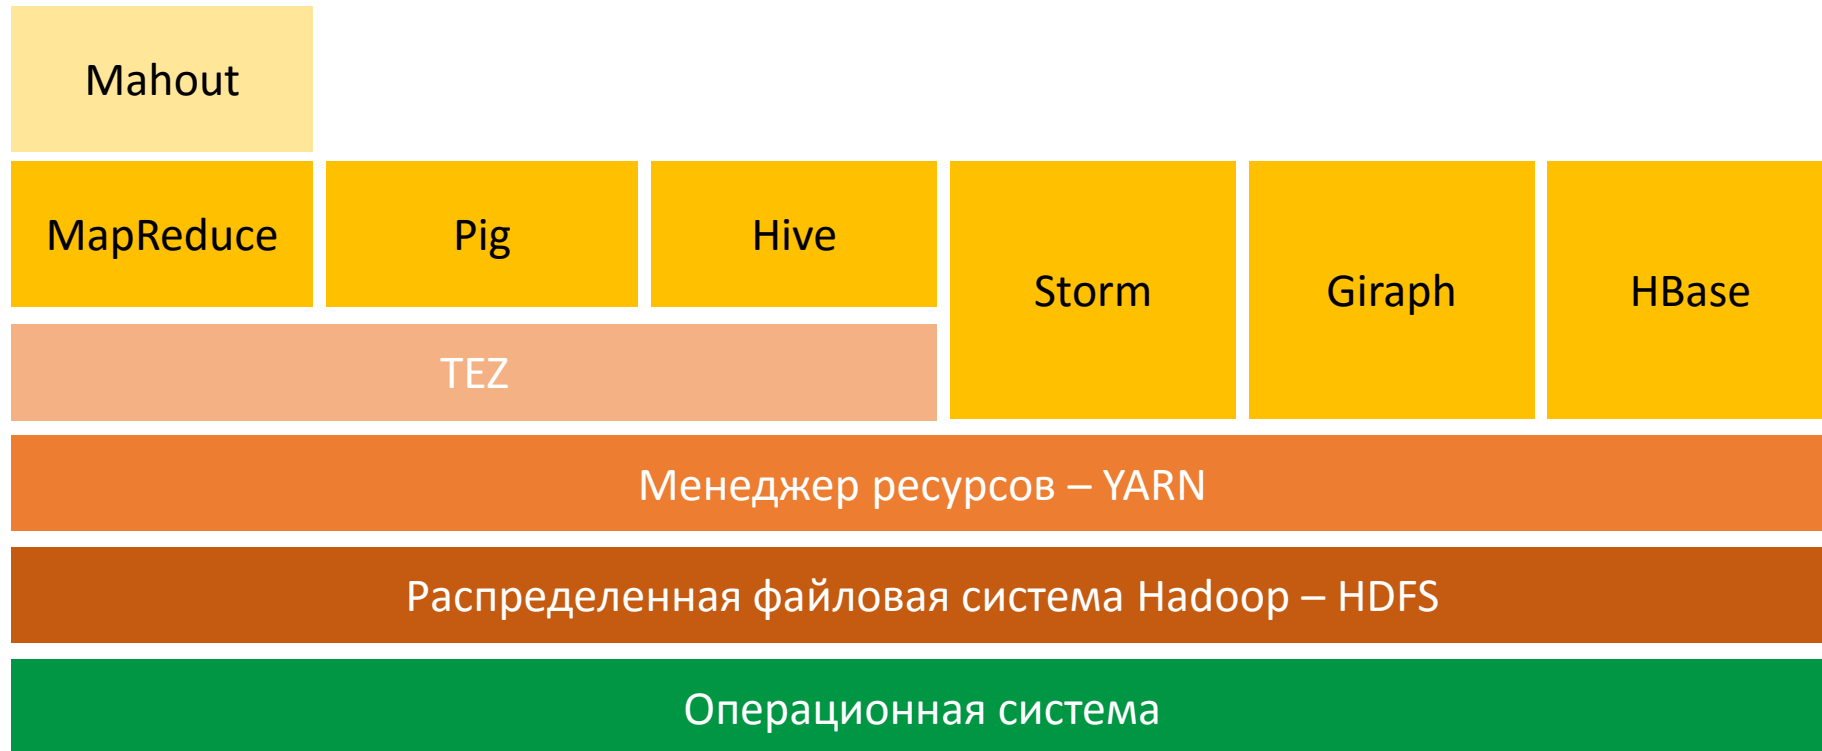 Mahout
MapReduce
Pig
Hive
Storm
Giraph
HBase
TEZ
Менеджер ресурсов – YARN
Распределенная файловая система Hadoop – HDFS
Операционная система